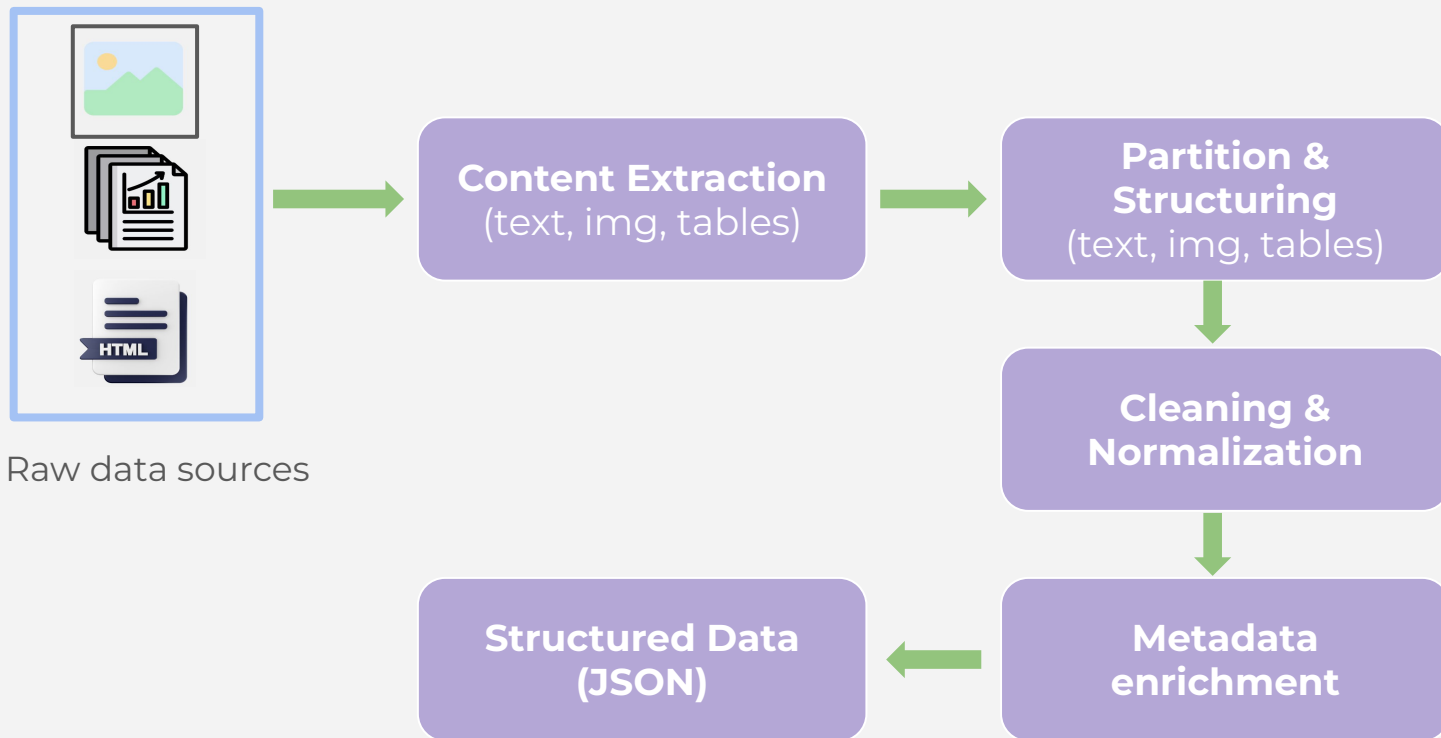 HTML
Raw data sources
Content Extraction
(text, img, tables)
Partition &
Structuring
(text, img, tables)
Cleaning &
Normalization
Metadata
enrichment
Structured Data
(JSON)